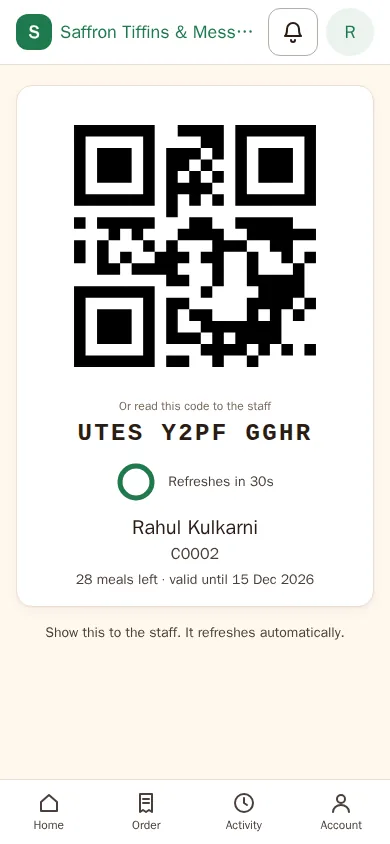 S
Saffron Tiffins & Mess···
R
Or read this code to the staff
UTES Y2PF GGHR
Refreshes in 30s
Rahul Kulkarni
C0002
28 meals left · valid until 15 Dec 2026
Show this to the staff. It refreshes automatically.
Home
Order
Activity
Account